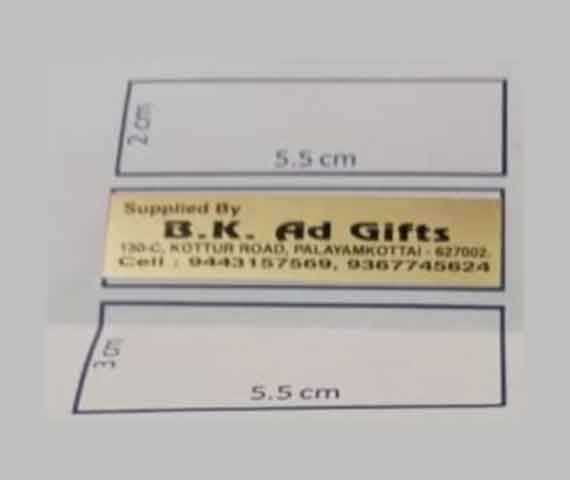 2 cm
5.5 cm
Supplied By
B.K. Ad Gifts
130-C, KOTTUR ROAD, PALAYAMKOTTAI - 627002.
Cell : 9443157569, 9367745624
3 cm
5.5 cm